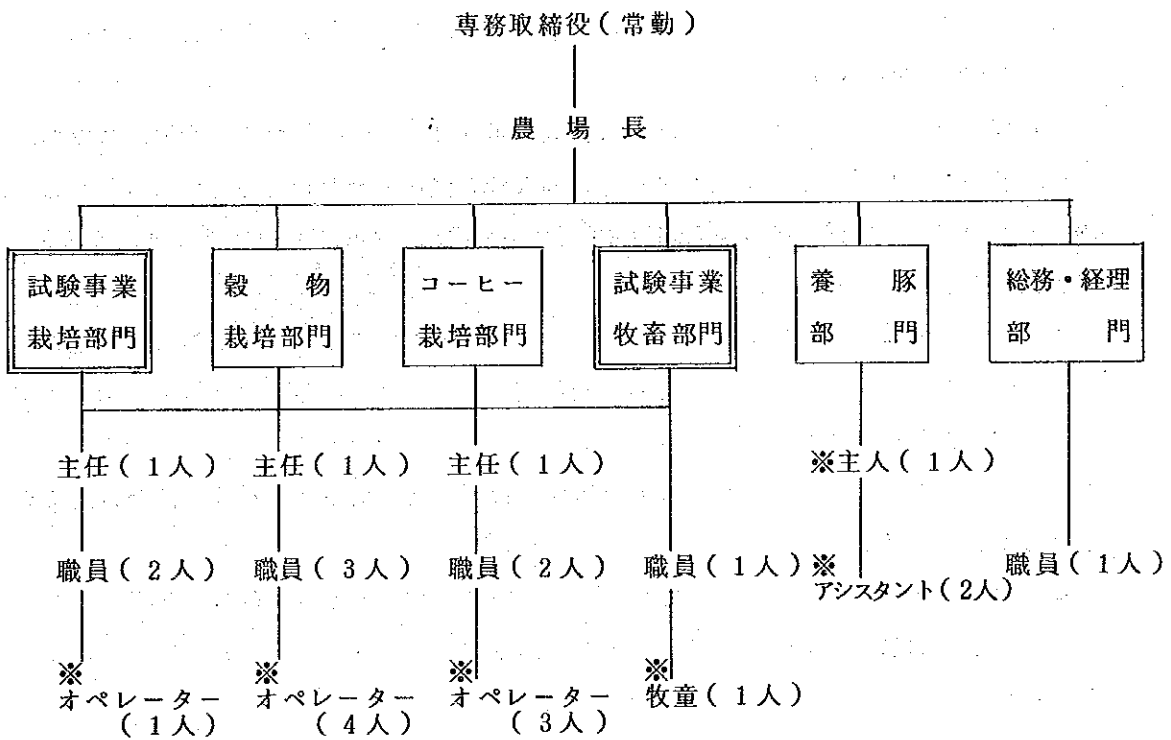 専務取締役(常勤)
農場長
試験事業 穀物 コーヒー 試験事業 養豚 総務・経理
栽培部門 栽培部門 栽培部門 牧畜部門 部門 部門
主任(1人) 主任(1人) 主任(1人) ※主人(1人)
職員(2人) 職員(3人) 職員(2人) 職員(1人) ※ 職員(1人)
アシスタント(2人)
※ ※ ※ ※
オペレーター オペレーター オペレーター 牧童(1人)
(1人) (4人) (3人)